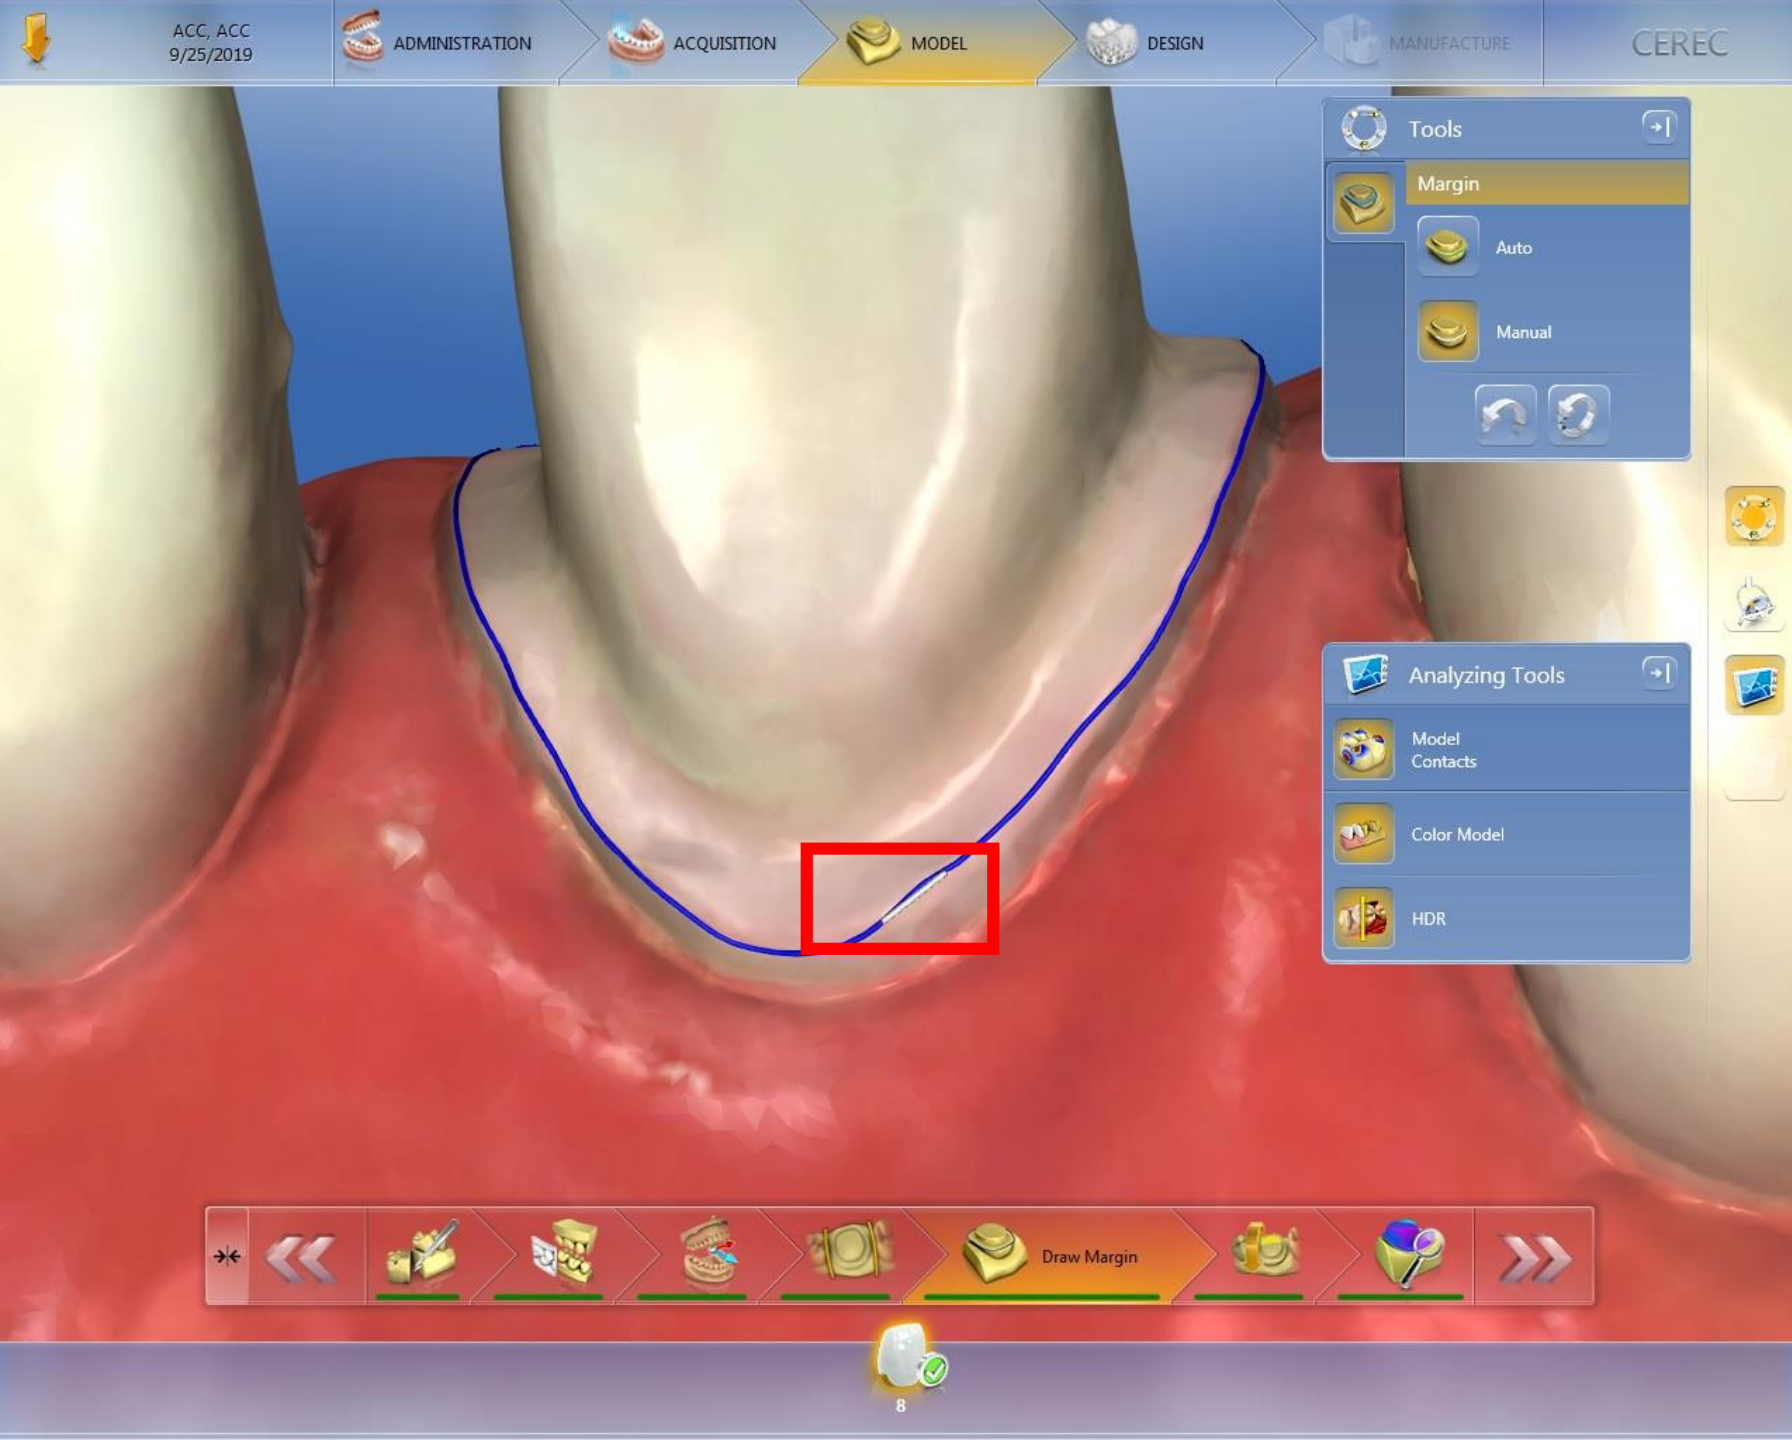 ACC, ACC
9/25/2019
ADMINISTRATION
ACQUISITION
MODEL
DESIGN
MANUFACTURE
CEREC
Tools
Margin
Auto
Manual
Analyzing Tools
Model
Contacts
Color Model
HDR
Draw Margin
8